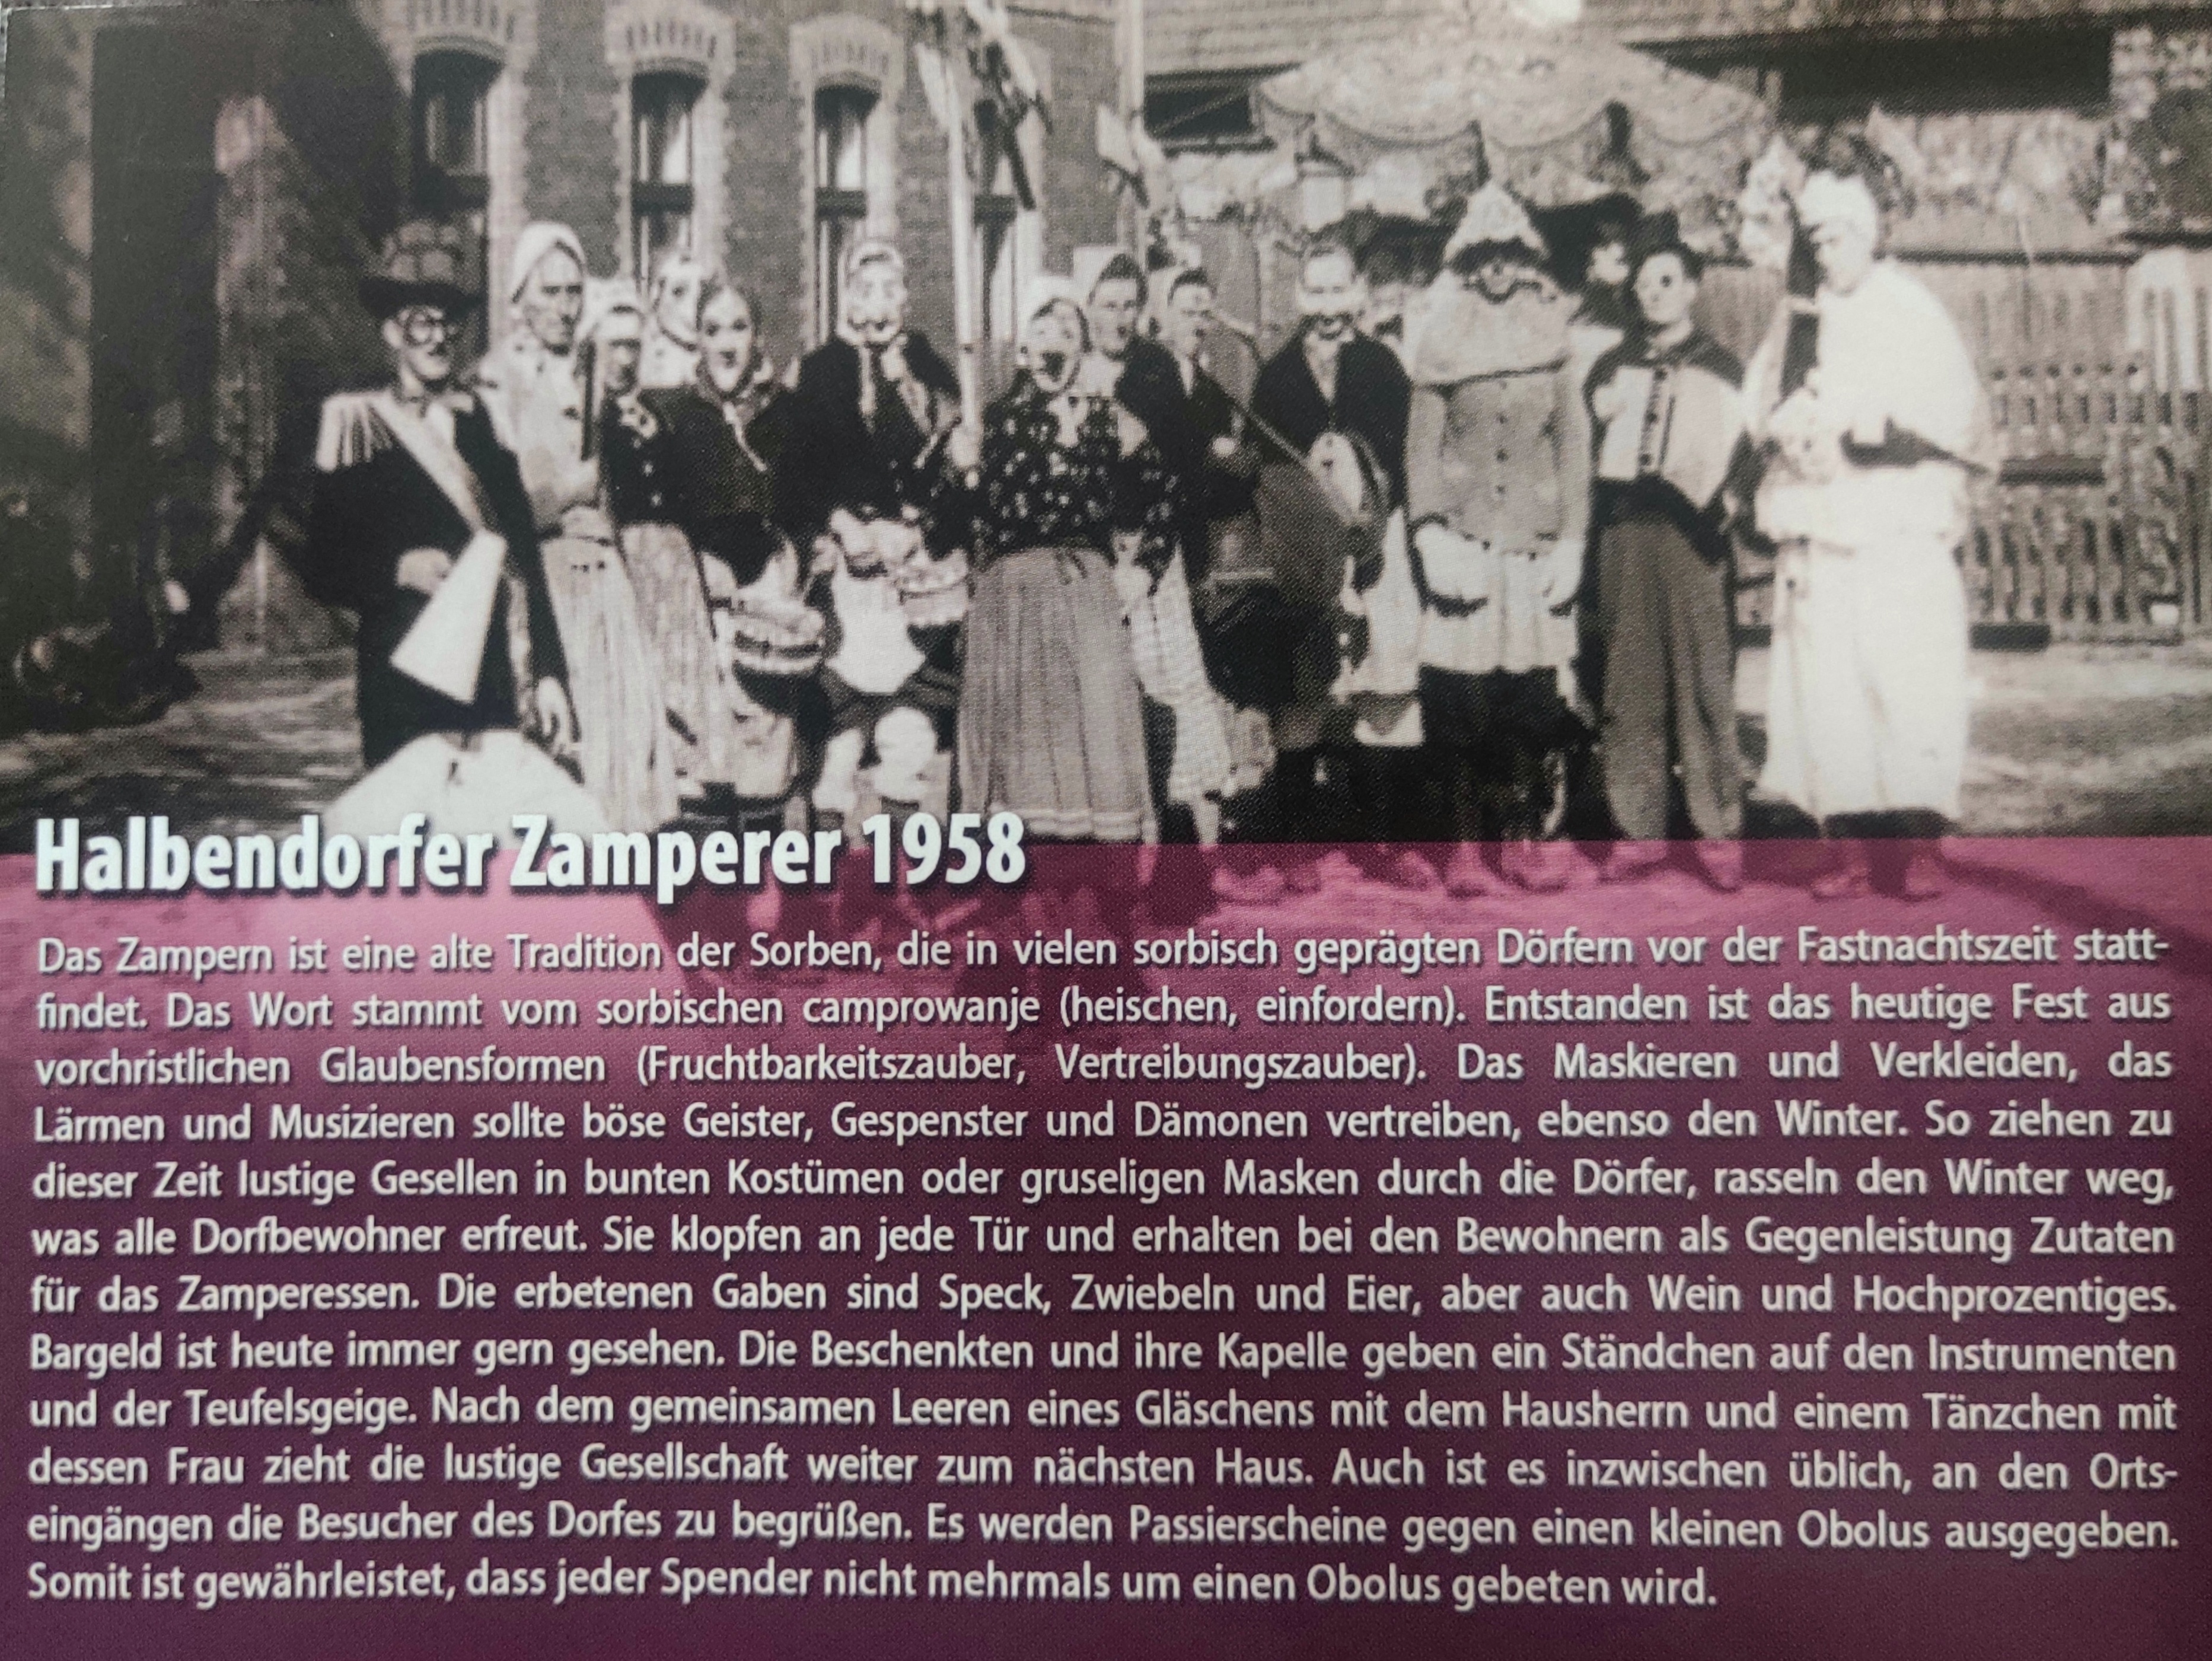 Halbendorfer Zamperer 1958
Das Zampern ist eine alte Tradition der Sorben, die in vielen sorbisch geprägten Dörfern vor der Fastnachtszeit statt-
findet. Das Wort stammt vom sorbischen camprowanje (heischen, einfordern). Entstanden ist das heutige Fest aus
vorchristlichen Glaubensformen (Fruchtbarkeitszauber, Vertreibungszauber). Das Maskieren und Verkleiden, das
Lärmen und Musizieren sollte böse Geister, Gespenster und Dämonen vertreiben, ebenso den Winter. So ziehen zu
dieser Zeit lustige Gesellen in bunten Kostümen oder gruseligen Masken durch die Dörfer, rasseln den Winter weg,
was alle Dorfbewohner erfreut. Sie klopfen an jede Tür und erhalten bei den Bewohnern als Gegenleistung Zutaten
für das Zamperessen. Die erbetenen Gaben sind Speck, Zwiebeln und Eier, aber auch Wein und Hochprozentiges.
Bargeld ist heute immer gern gesehen. Die Beschenkten und ihre Kapelle geben ein Ständchen auf den Instrumenten
und der Teufelsgeige. Nach dem gemeinsamen Leeren eines Gläschens mit dem Hausherrn und einem Tänzchen mit
dessen Frau zieht die lustige Gesellschaft weiter zum nächsten Haus. Auch ist es inzwischen üblich, an den Orts-
eingängen die Besucher des Dorfes zu begrüßen. Es werden Passierscheine gegen einen kleinen Obolus ausgegeben.
Somit ist gewährleistet, dass jeder Spender nicht mehrmals um einen Obolus gebeten wird.